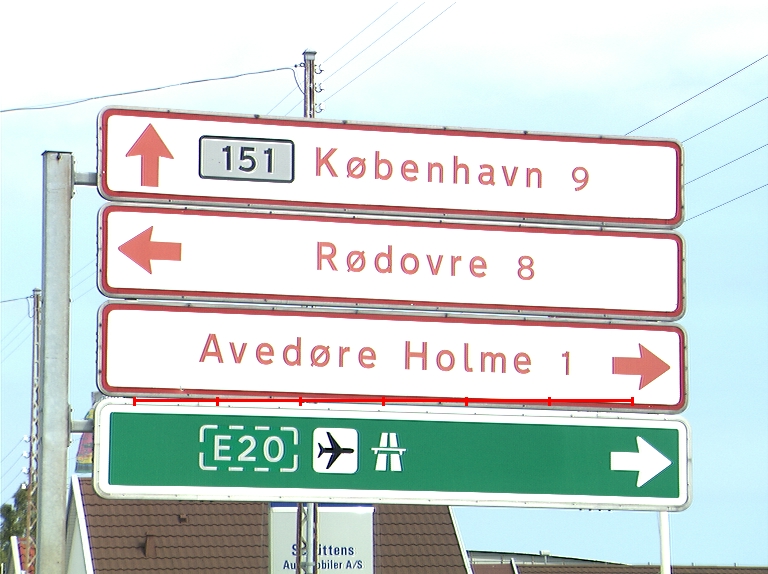 151 København 9
Rødovre 8
Avedøre Holme 1
E20